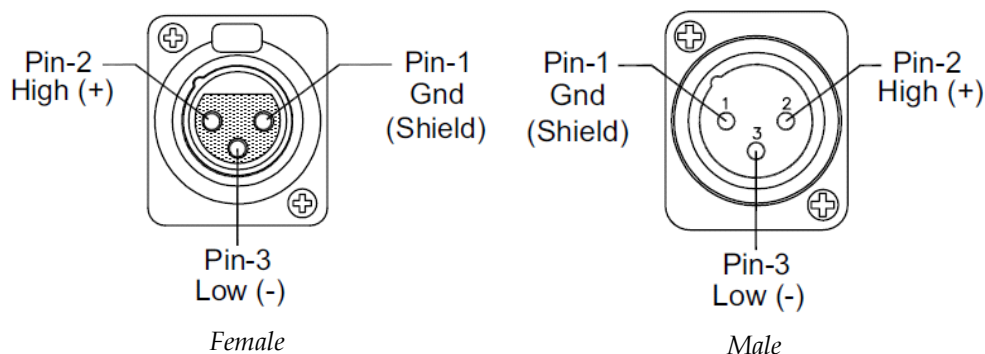 Pin-2
High (+)
Pin-1
Gnd
(Shield)
Pin-3
Low (-)
Female
Pin-1
Gnd
(Shield)
Pin-2
High (+)
1
2
3
Pin-3
Low (-)
Male